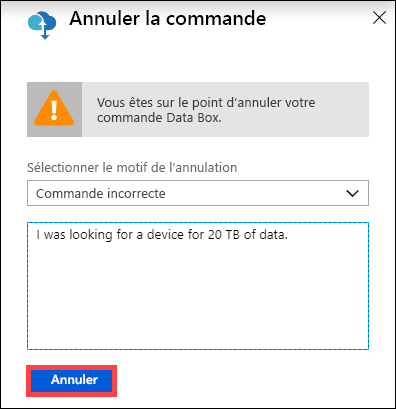 Annuler la commande
Vous êtes sur le point d’annuler votre
commande Data Box.
Sélectionner le motif de l’annulation
Commande incorrecte
I was looking for a device for 20 TB of data.
Annuler